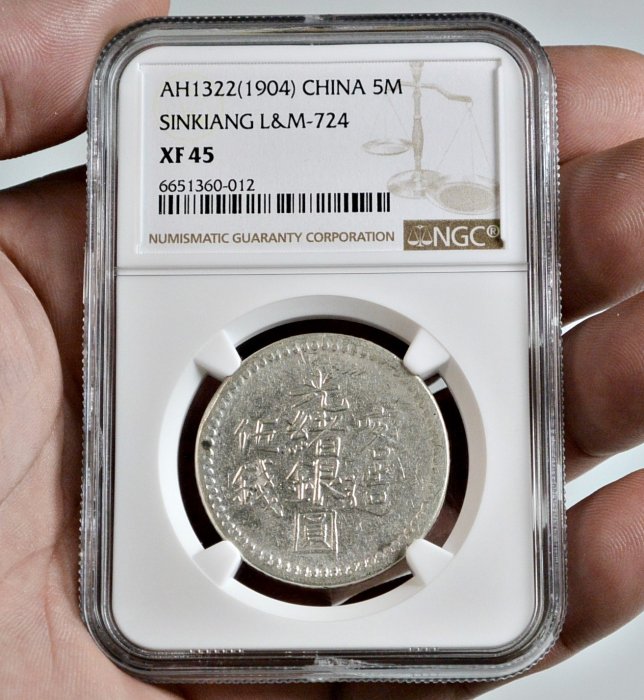 AH1322(1904) CHINA 5M
SINKIANG L&M-724
XF 45
6651360-012
NUMISMATIC GUARANTY CORPORATION NGC®
光緒銀圓
伍錢